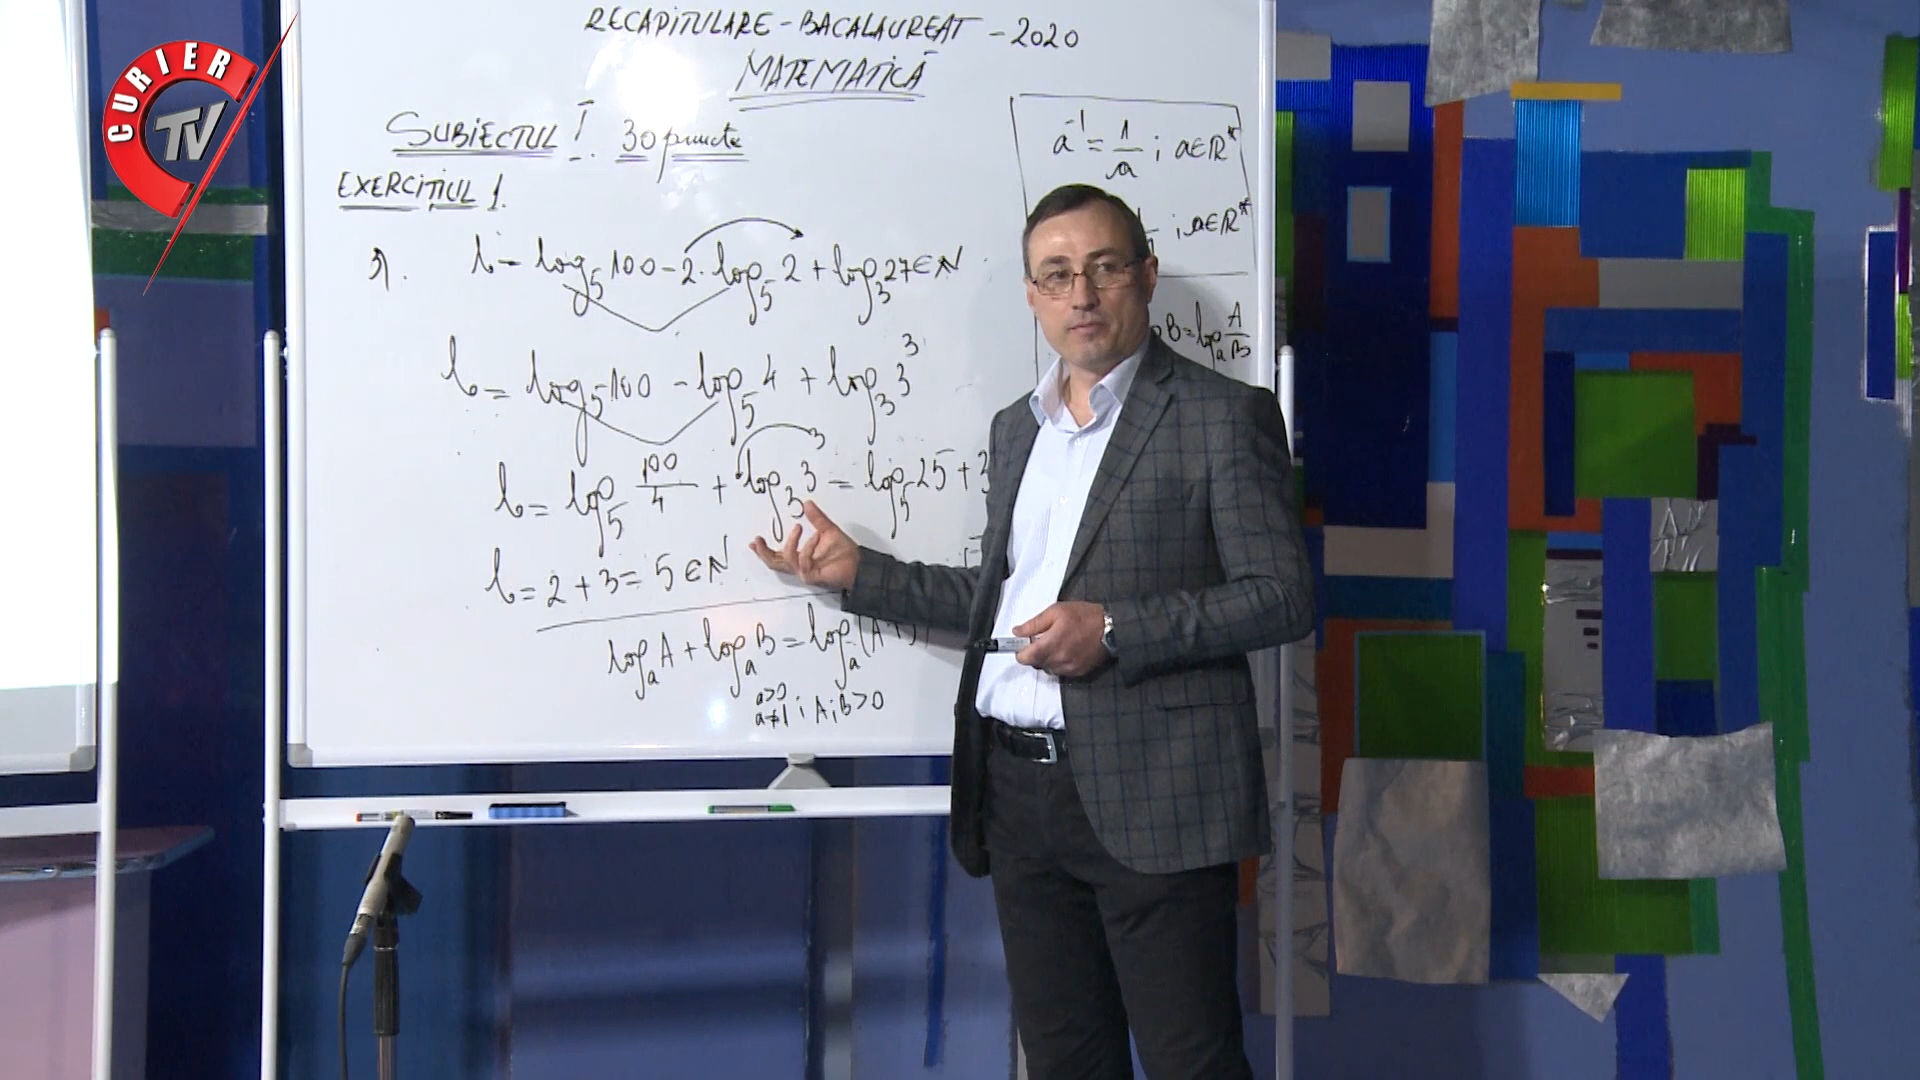 CURIER
TV
RECAPITULARE - BACALAUREAT - 2020
MATEMATICĂ
SUBIECTUL I. 30 puncte
EXERCIȚIUL 1.
b = log₅100 - 2·log₅2 + log₃27 ∈ N
b = log₅100 - log₅4 + log₃3³
b = log₅ 100/4 + log₃3³ = log₅25 + 3
b = 2 + 3 = 5 ∈ N
logₐA + logₐB = logₐ(A
a>0
a≠1 ; A;B>0
a⁻¹ = 1/a ; a∈R*
; a∈R*
B = logₐ A/B